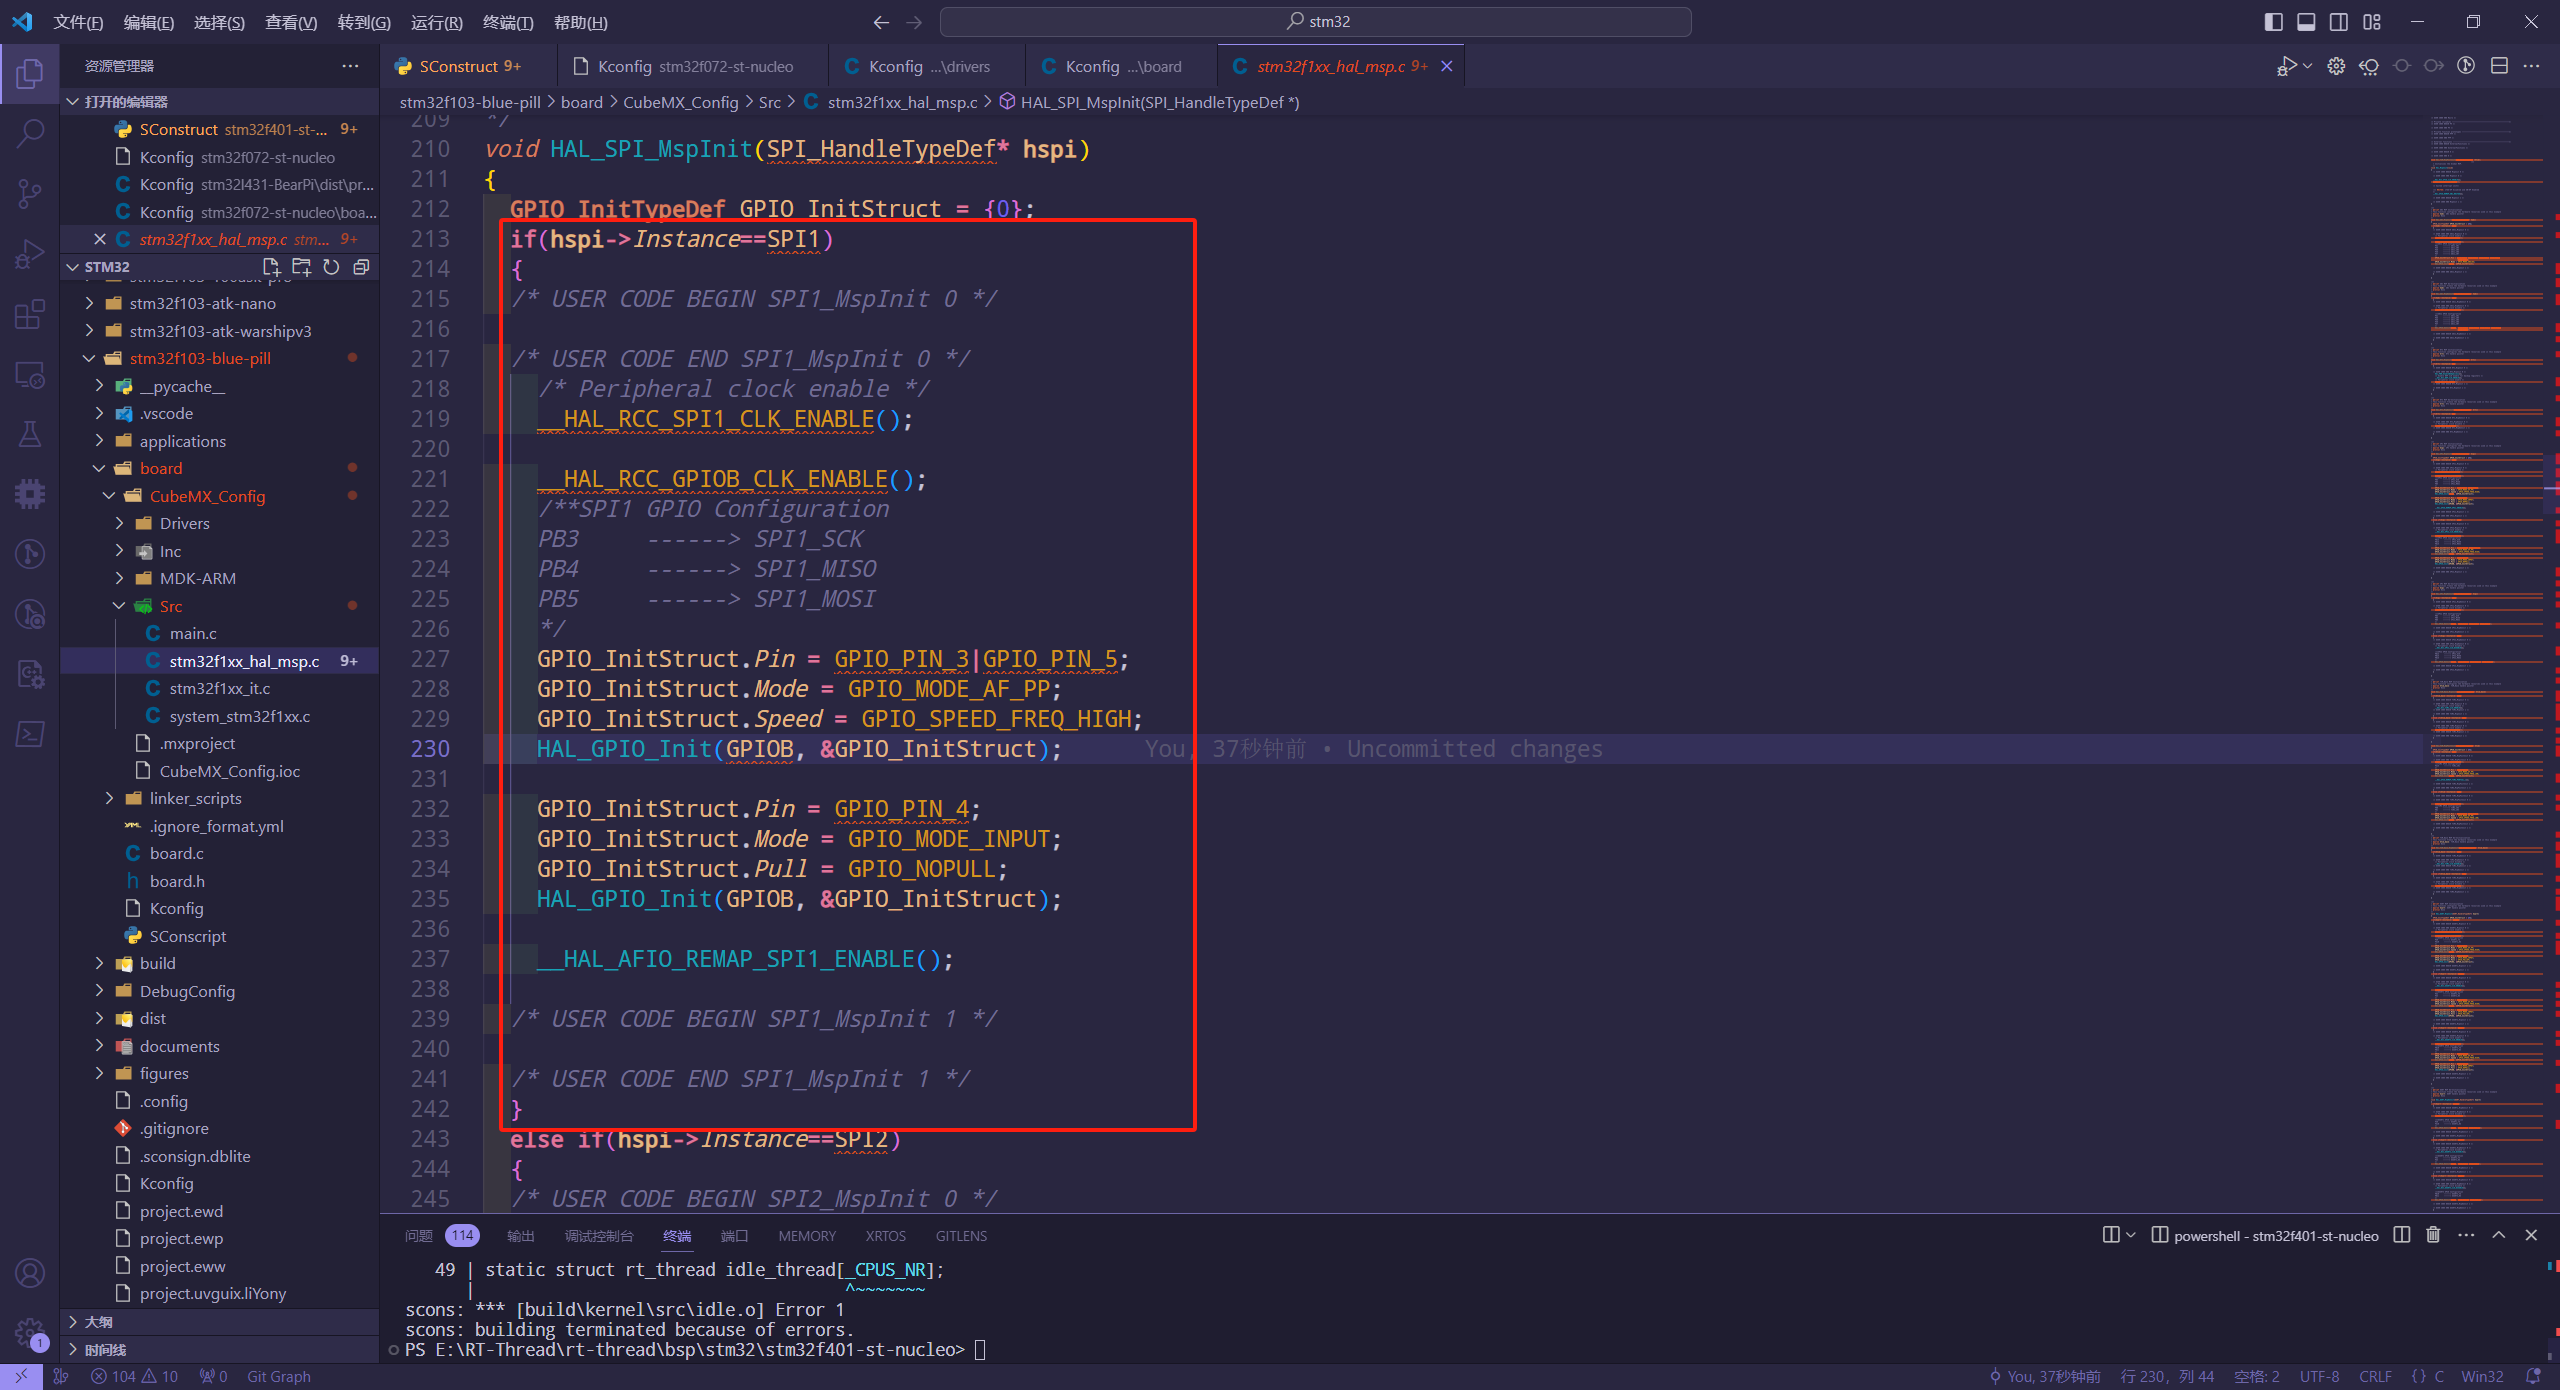 文件(F) 编辑(E) 选择(S) 查看(V) 转到(G) 运行(R) 终端(T) 帮助(H)
stm32
资源管理器
打开的编辑器
SConstruct stm32f401-st-... 9+
Kconfig stm32f072-st-nucleo
Kconfig stm32l431-BearPi\dist\pr...
Kconfig stm32f072-st-nucleo\boa...
stm32f1xx_hal_msp.c stm... 9+
STM32
stm32f103-atk-nano
stm32f103-atk-warshipv3
stm32f103-blue-pill
__pycache__
.vscode
applications
board
CubeMX_Config
Drivers
Inc
MDK-ARM
Src
main.c
stm32f1xx_hal_msp.c 9+
stm32f1xx_it.c
system_stm32f1xx.c
.mxproject
CubeMX_Config.ioc
linker_scripts
.ignore_format.yml
board.c
board.h
Kconfig
SConscript
build
DebugConfig
dist
documents
figures
.config
.gitignore
.sconsign.dblite
Kconfig
project.ewd
project.ewp
project.eww
project.uvguix.liYony
大纲
时间线
SConstruct 9+ Kconfig stm32f072-st-nucleo Kconfig ...\drivers Kconfig ...\board stm32f1xx_hal_msp.c 9+
stm32f103-blue-pill > board > CubeMX_Config > Src > stm32f1xx_hal_msp.c > HAL_SPI_MspInit(SPI_HandleTypeDef *)
209 */
210 void HAL_SPI_MspInit(SPI_HandleTypeDef* hspi)
211 {
212 GPIO_InitTypeDef GPIO_InitStruct = {0};
213 if(hspi->Instance==SPI1)
214 {
215 /* USER CODE BEGIN SPI1_MspInit 0 */
216
217 /* USER CODE END SPI1_MspInit 0 */
218 /* Peripheral clock enable */
219 __HAL_RCC_SPI1_CLK_ENABLE();
220
221 __HAL_RCC_GPIOB_CLK_ENABLE();
222 /**SPI1 GPIO Configuration
223 PB3 ------> SPI1_SCK
224 PB4 ------> SPI1_MISO
225 PB5 ------> SPI1_MOSI
226 */
227 GPIO_InitStruct.Pin = GPIO_PIN_3|GPIO_PIN_5;
228 GPIO_InitStruct.Mode = GPIO_MODE_AF_PP;
229 GPIO_InitStruct.Speed = GPIO_SPEED_FREQ_HIGH;
230 HAL_GPIO_Init(GPIOB, &GPIO_InitStruct); You, 37秒钟前 • Uncommitted changes
231
232 GPIO_InitStruct.Pin = GPIO_PIN_4;
233 GPIO_InitStruct.Mode = GPIO_MODE_INPUT;
234 GPIO_InitStruct.Pull = GPIO_NOPULL;
235 HAL_GPIO_Init(GPIOB, &GPIO_InitStruct);
236
237 __HAL_AFIO_REMAP_SPI1_ENABLE();
238
239 /* USER CODE BEGIN SPI1_MspInit 1 */
240
241 /* USER CODE END SPI1_MspInit 1 */
242 }
243 else if(hspi->Instance==SPI2)
244 {
245 /* USER CODE BEGIN SPI2_MspInit 0 */
问题 114 输出 调试控制台 终端 端口 MEMORY XRTOS GITLENS
powershell - stm32f401-st-nucleo
49 | static struct rt_thread idle_thread[_CPUS_NR];
| ^~~~~~~~
scons: *** [build\kernel\src\idle.o] Error 1
scons: building terminated because of errors.
PS E:\RT-Thread\rt-thread\bsp\stm32\stm32f401-st-nucleo>
1
104 10 0 Git Graph
You, 37秒钟前 行 230，列 44 空格: 2 UTF-8 CRLF {} C Win32